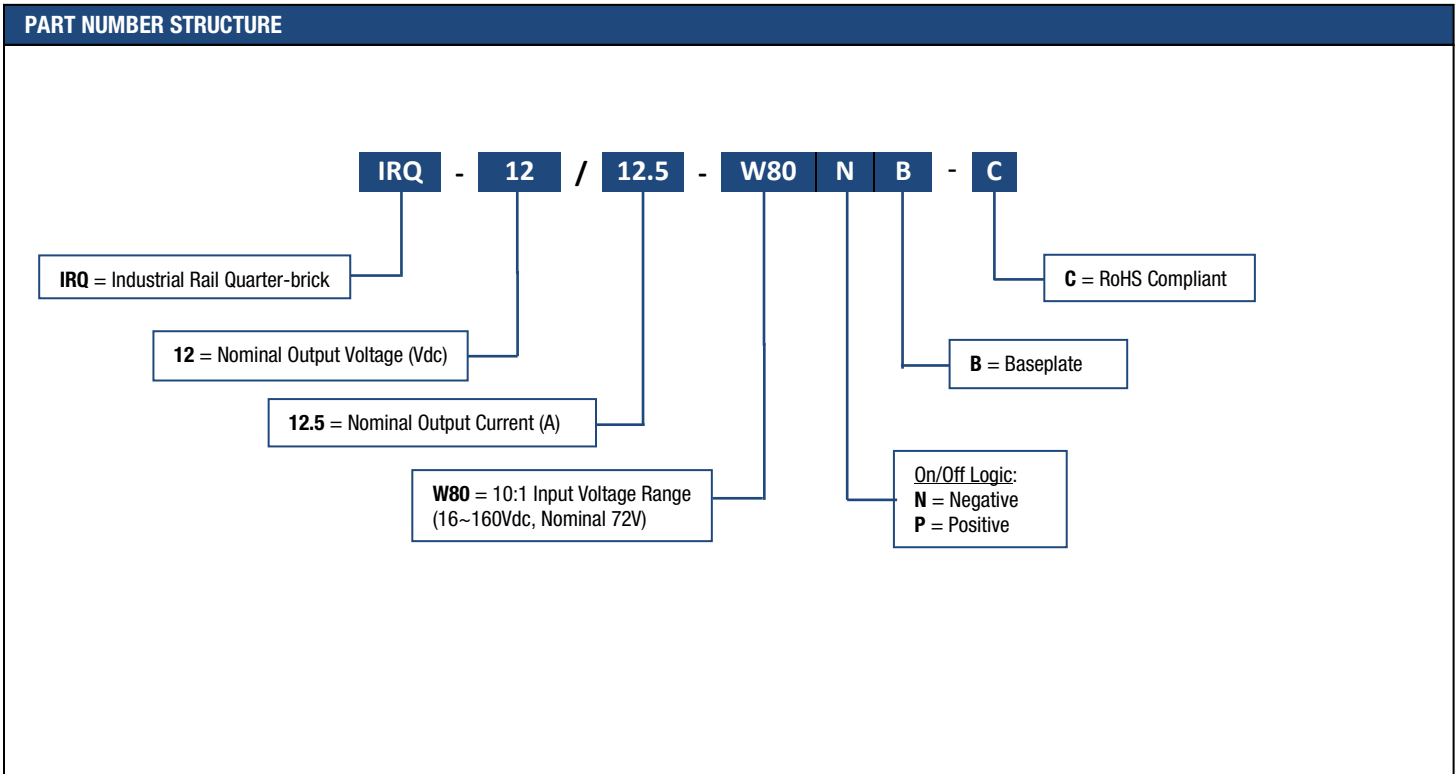 PART NUMBER STRUCTURE
IRQ - 12 / 12.5 - W80 N B - C
IRQ = Industrial Rail Quarter-brick
C = RoHS Compliant
12 = Nominal Output Voltage (Vdc)
B = Baseplate
12.5 = Nominal Output Current (A)
W80 = 10:1 Input Voltage Range
(16~160Vdc, Nominal 72V)
On/Off Logic:
N = Negative
P = Positive